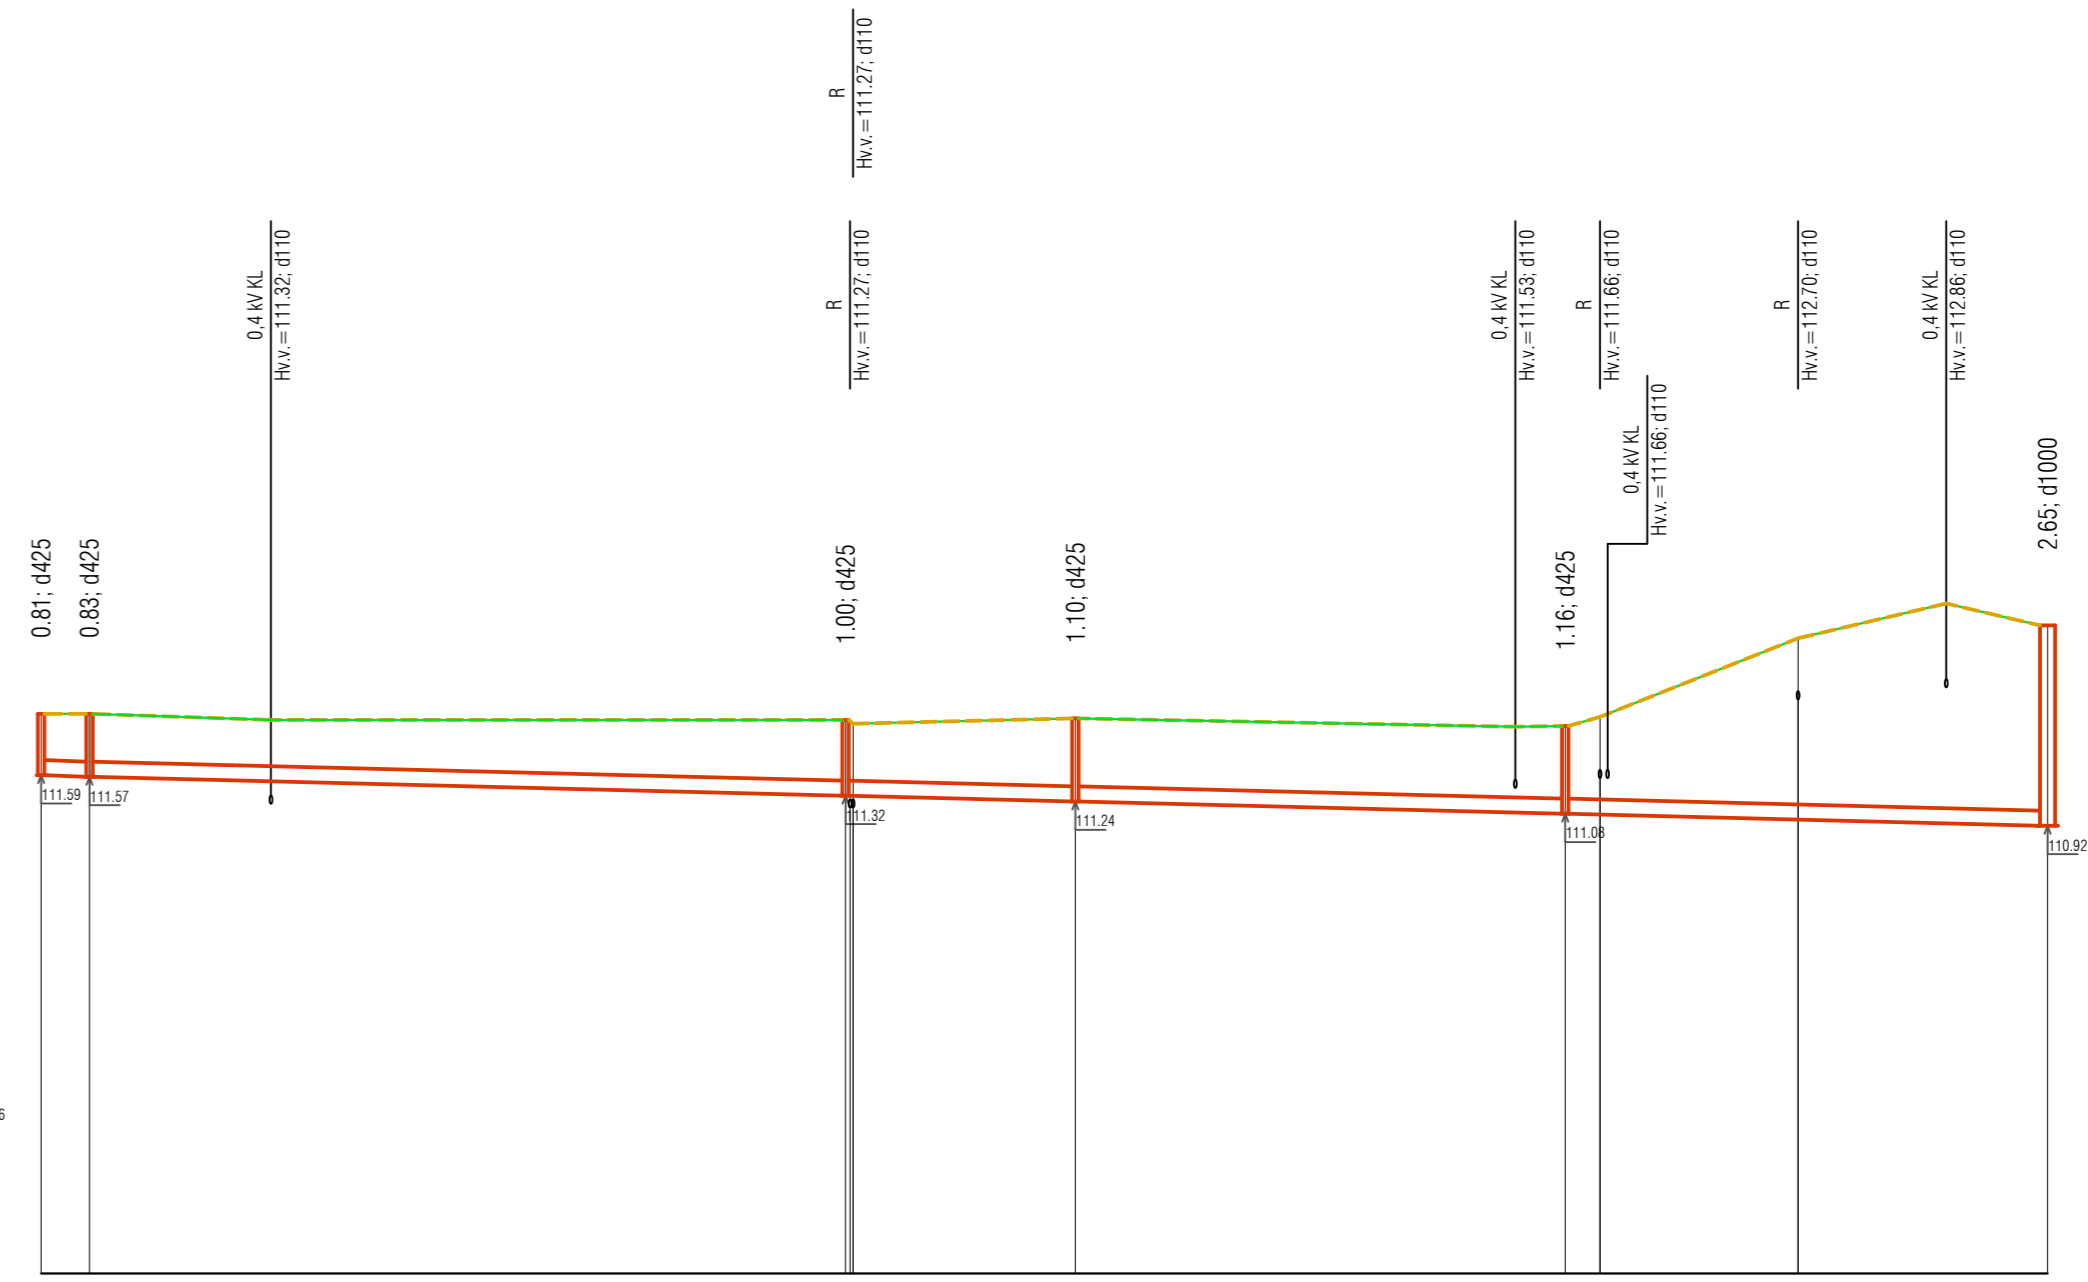 R
Hv.v.=111.27; d110
0,4 kV KL
Hv.v.=111.32; d110
R
Hv.v.=111.27; d110
0,4 kV KL
Hv.v.=111.53; d110
R
Hv.v.=111.66; d110
0,4 kV KL
Hv.v.=111.66; d110
R
Hv.v.=112.70; d110
0,4 kV KL
Hv.v.=112.86; d110
0.81; d425
0.83; d425
1.00; d425
1.10; d425
1.16; d425
2.65; d1000
111.59
111.57
111.32
111.24
111.08
110.92
6